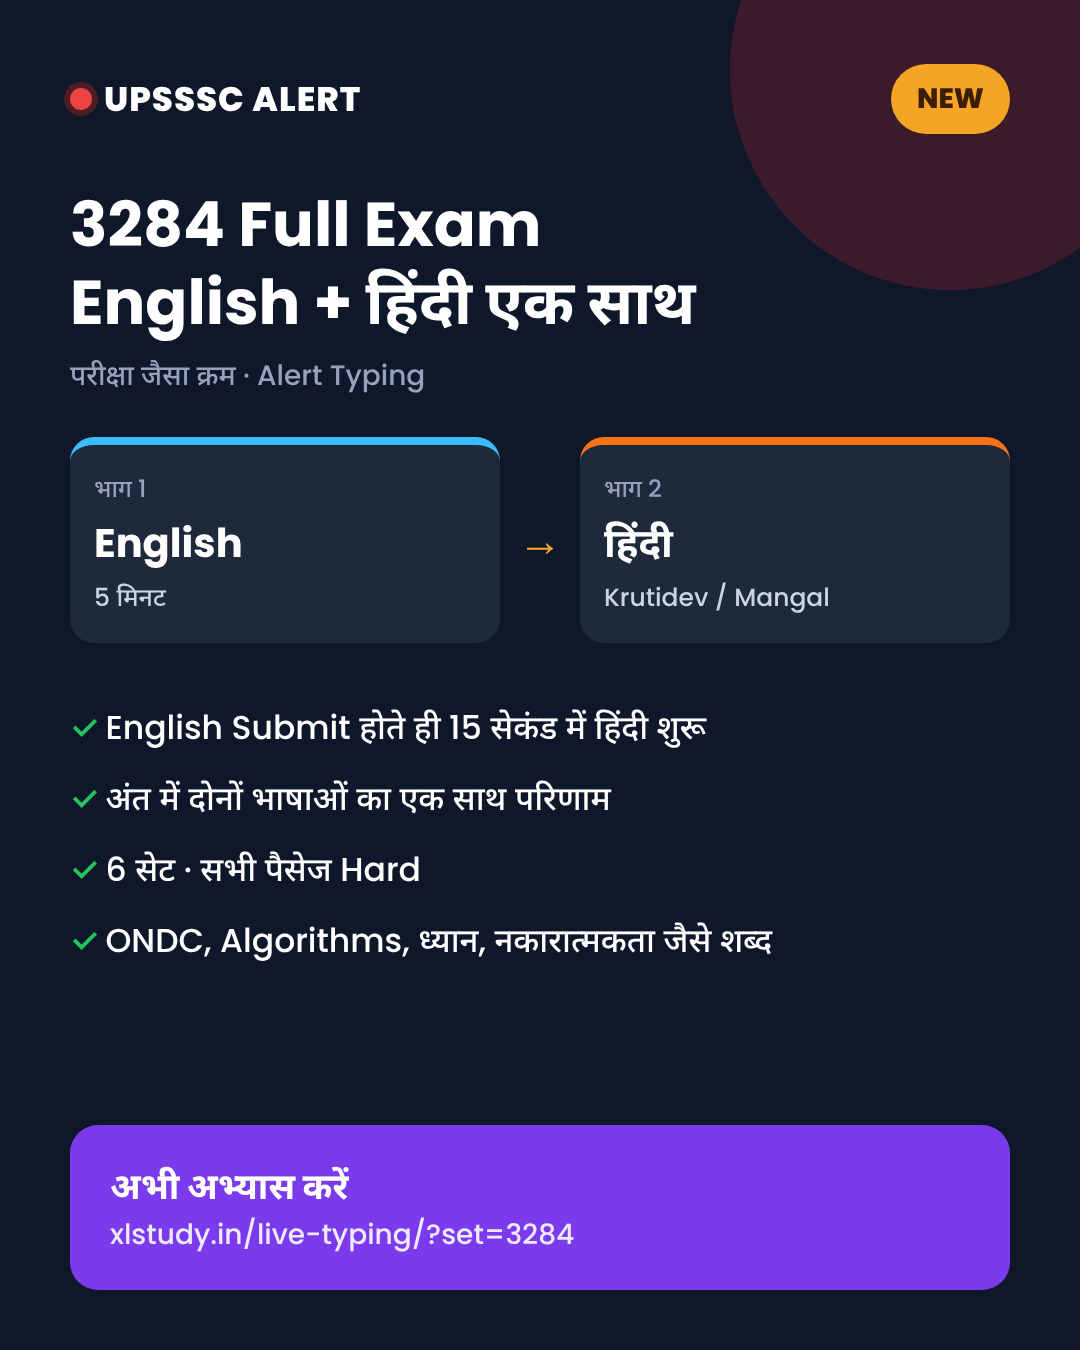 UPSSSC ALERT
NEW
3284 Full Exam
English + हिंदी एक साथ
परीक्षा जैसा क्रम · Alert Typing
भाग 1
English
5 मिनट
→
भाग 2
हिंदी
Krutidev / Mangal
✓ English Submit होते ही 15 सेकंड में हिंदी शुरू
✓ अंत में दोनों भाषाओं का एक साथ परिणाम
✓ 6 सेट · सभी पैसेज Hard
✓ ONDC, Algorithms, ध्यान, नकारात्मकता जैसे शब्द
अभी अभ्यास करें
xlstudy.in/live-typing/?set=3284